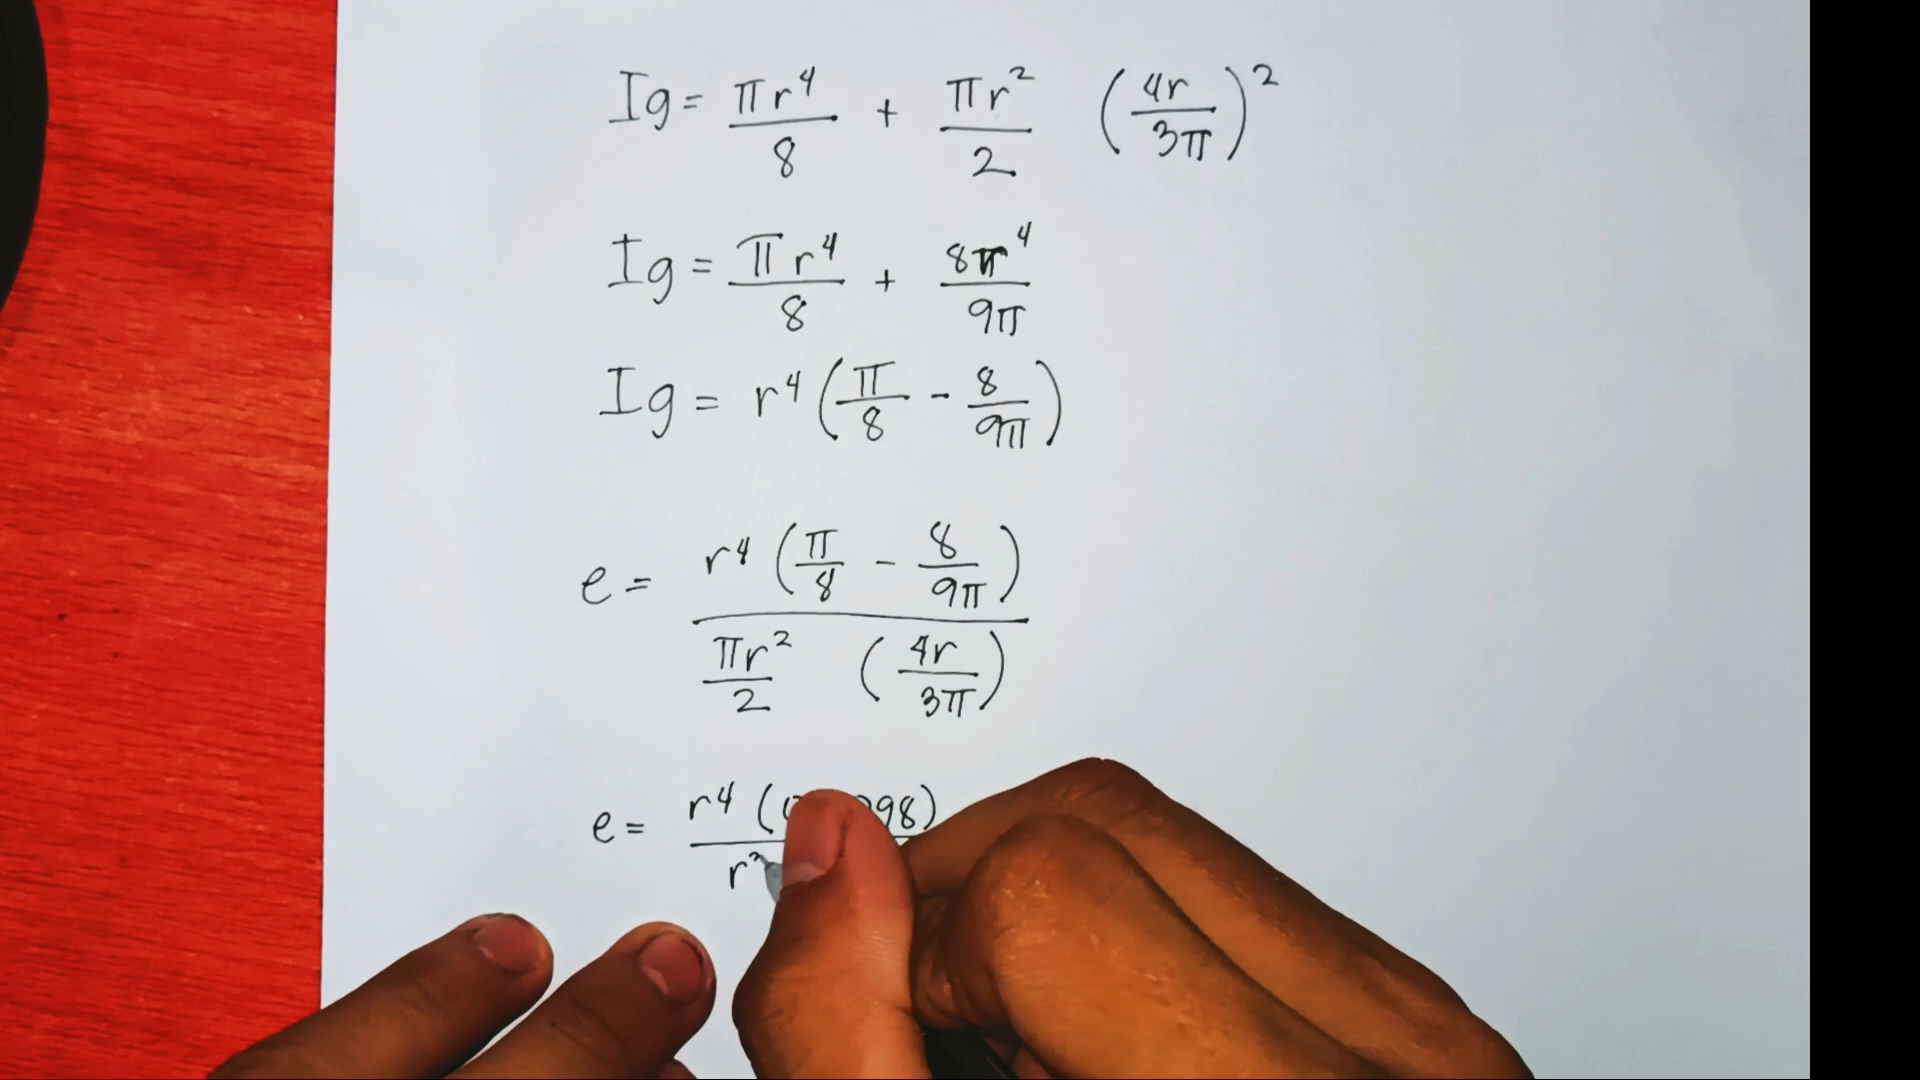 Ig = πr⁴/8 + πr²/2 (4r/3π)²
Ig = πr⁴/8 + 8r⁴/9π
Ig = r⁴(π/8 - 8/9π)
e = r⁴(π/8 - 8/9π) / πr²/2 (4r/3π)
e = r⁴( 98) / r